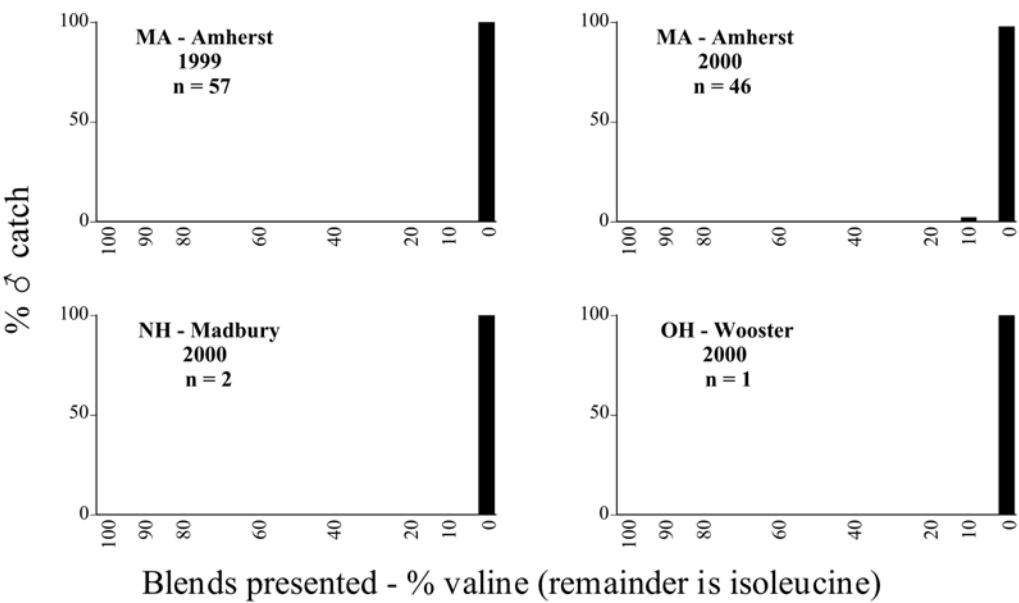 % ♂ catch
100
50
0
MA - Amherst
1999
n = 57
100 90 80 60 40 20 10 0
100
50
0
MA - Amherst
2000
n = 46
100 90 80 60 40 20 10 0
100
50
0
NH - Madbury
2000
n = 2
100 90 80 60 40 20 10 0
100
50
0
OH - Wooster
2000
n = 1
100 90 80 60 40 20 10 0
Blends presented - % valine (remainder is isoleucine)